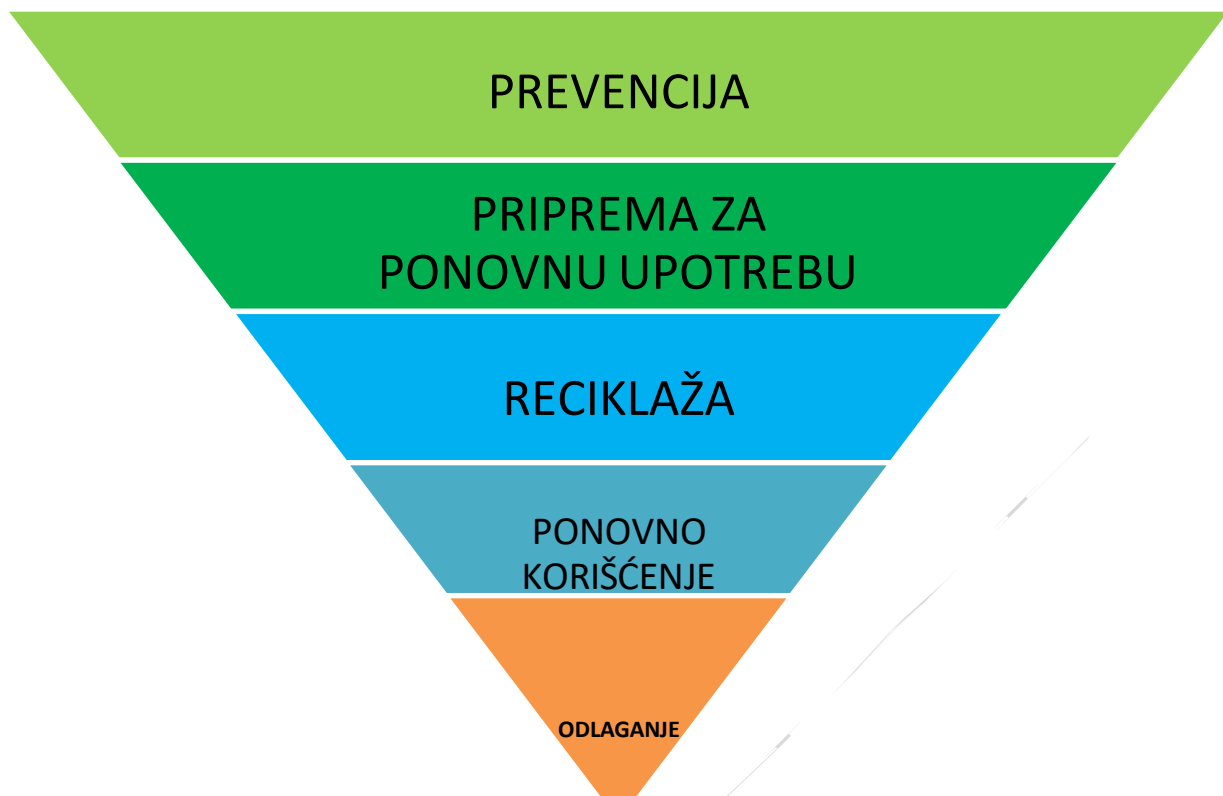 PREVENCIJA
PRIPREMA ZA
PONOVNU UPOTREBU
RECIKLAŽA
PONOVNO
KORIŠĆENJE
ODLAGANJE